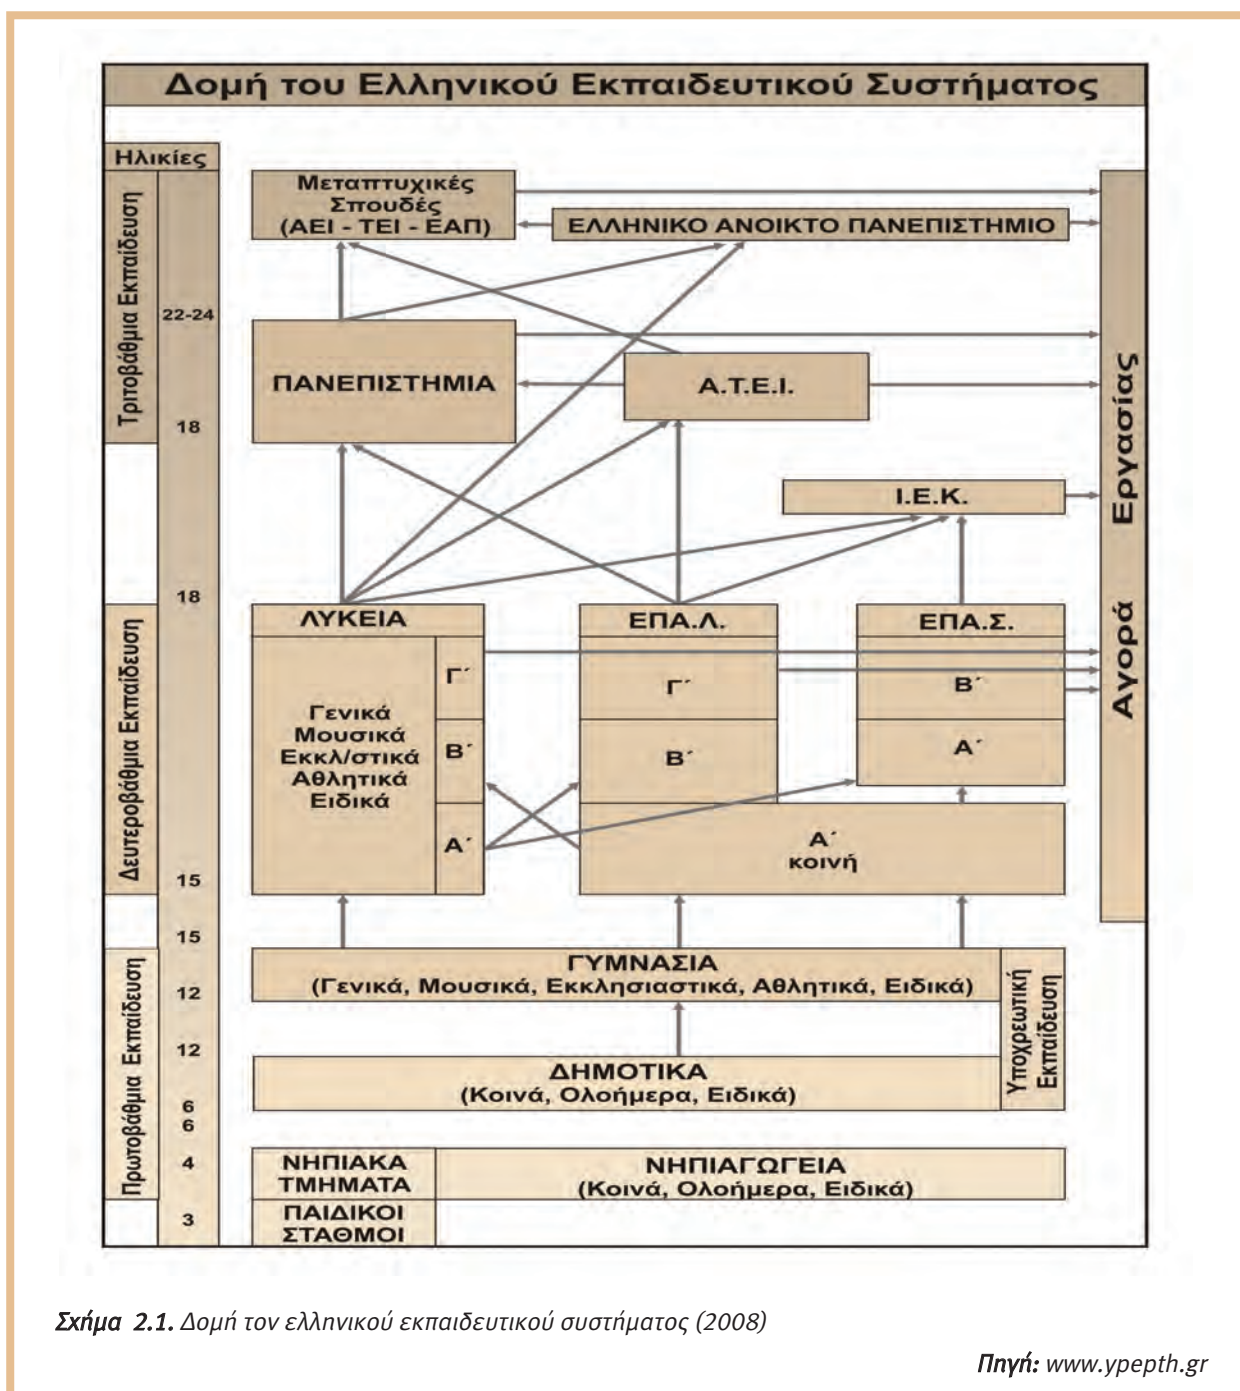 Δομή του Ελληνικού Εκπαιδευτικού Συστήματος
Ηλικίες
Τριτοβάθμια Εκπαίδευση
22-24
18
Μεταπτυχικές
Σπουδές
(ΑΕΙ - ΤΕΙ - ΕΑΠ)
ΕΛΛΗΝΙΚΟ ΑΝΟΙΚΤΟ ΠΑΝΕΠΙΣΤΗΜΙΟ
ΠΑΝΕΠΙΣΤΗΜΙΑ
Α.Τ.Ε.Ι.
Ι.Ε.Κ.
Αγορά Εργασίας
Δευτεροβάθμια Εκπαίδευση
18
15
ΛΥΚΕΙΑ
Γενικά
Μουσικά
Εκκλ/στικά
Αθλητικά
Ειδικά
Γ΄
Β΄
Α΄
ΕΠΑ.Λ.
Γ΄
Β΄
ΕΠΑ.Σ.
Β΄
Α΄
Α΄
κοινή
Πρωτοβάθμια Εκπαίδευση
15
12
12
6
6
4
3
ΓΥΜΝΑΣΙΑ
(Γενικά, Μουσικά, Εκκλησιαστικά, Αθλητικά, Ειδικά)
Υποχρεωτική
Εκπαίδευση
ΔΗΜΟΤΙΚΑ
(Κοινά, Ολοήμερα, Ειδικά)
ΝΗΠΙΑΚΑ
ΤΜΗΜΑΤΑ
ΝΗΠΙΑΓΩΓΕΙΑ
(Κοινά, Ολοήμερα, Ειδικά)
ΠΑΙΔΙΚΟΙ
ΣΤΑΘΜΟΙ
Σχήμα 2.1. Δομή τον ελληνικού εκπαιδευτικού συστήματος (2008)
Πηγή: www.ypepth.gr